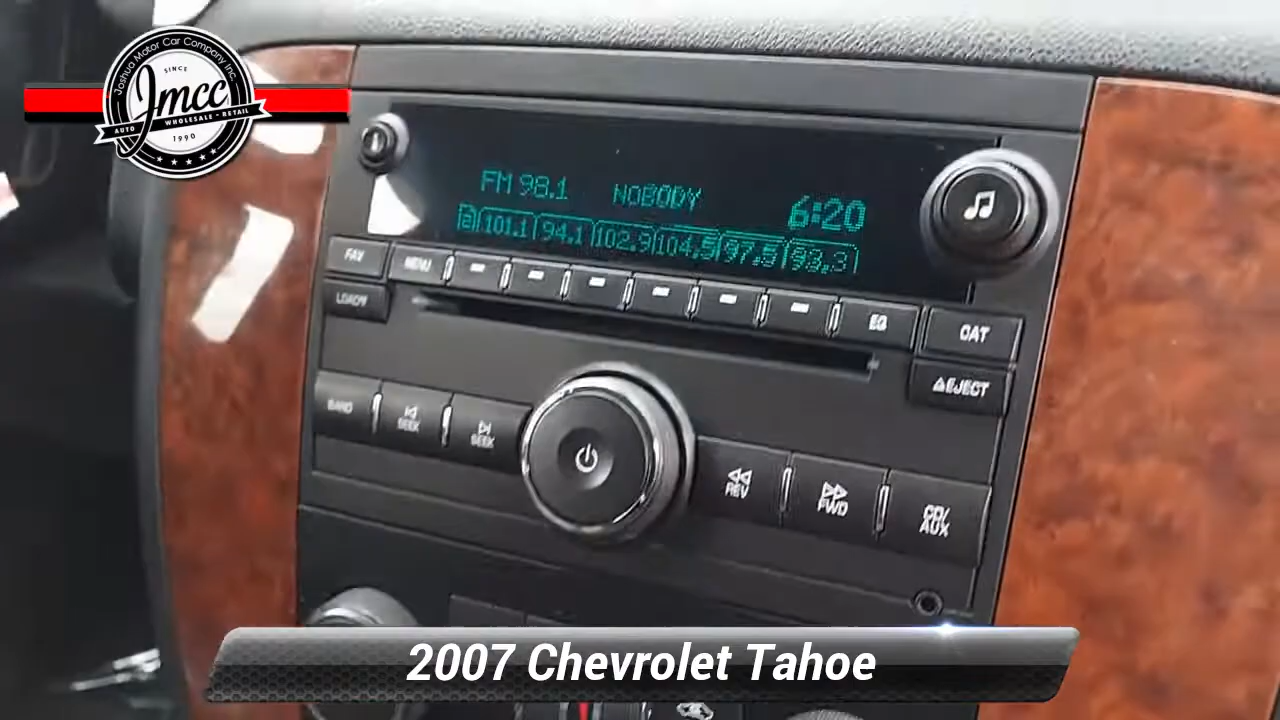 Joshua Motor Car Company Inc.
SINCE
Jmcc
AUTO WHOLESALE - RETAIL
1990
FM 98.1 NOBODY 6:20
a 101.1 94.1 102.9 104.5 97.5 93.3
FAV MENU EQ CAT
LOAD EJECT
BAND SEEK SEEK
REV FWD CD/
AUX
2007 Chevrolet Tahoe